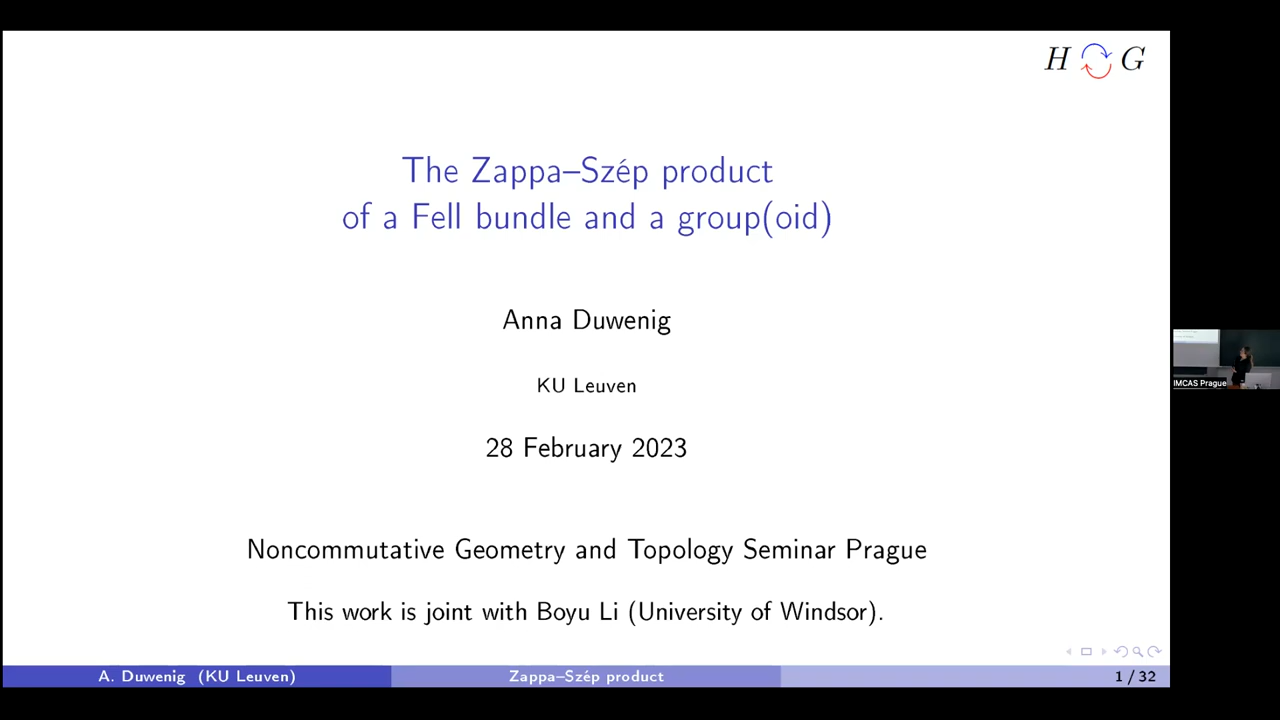 H G
The Zappa–Szép product
of a Fell bundle and a group(oid)
Anna Duwenig
KU Leuven
28 February 2023
Noncommutative Geometry and Topology Seminar Prague
This work is joint with Boyu Li (University of Windsor).
A. Duwenig (KU Leuven) Zappa–Szép product 1 / 32
IMCAS Prague